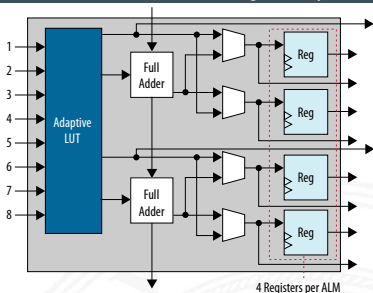 1
2
3
4
5
6
7
8
Adaptive
LUT
Full
Adder
Full
Adder
Reg
Reg
Reg
Reg
4 Registers per ALM